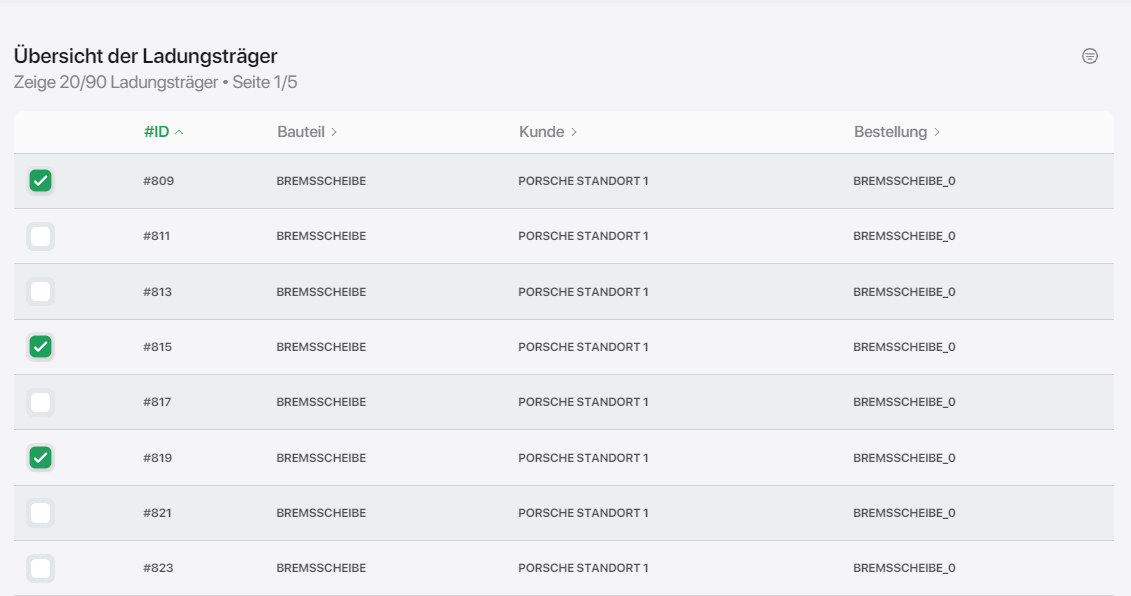 Übersicht der Ladungsträger
Zeige 20/90 Ladungsträger • Seite 1/5
#ID Bauteil Kunde Bestellung
#809 BREMSSCHEIBE PORSCHE STANDORT 1 BREMSSCHEIBE_0
#811 BREMSSCHEIBE PORSCHE STANDORT 1 BREMSSCHEIBE_0
#813 BREMSSCHEIBE PORSCHE STANDORT 1 BREMSSCHEIBE_0
#815 BREMSSCHEIBE PORSCHE STANDORT 1 BREMSSCHEIBE_0
#817 BREMSSCHEIBE PORSCHE STANDORT 1 BREMSSCHEIBE_0
#819 BREMSSCHEIBE PORSCHE STANDORT 1 BREMSSCHEIBE_0
#821 BREMSSCHEIBE PORSCHE STANDORT 1 BREMSSCHEIBE_0
#823 BREMSSCHEIBE PORSCHE STANDORT 1 BREMSSCHEIBE_0